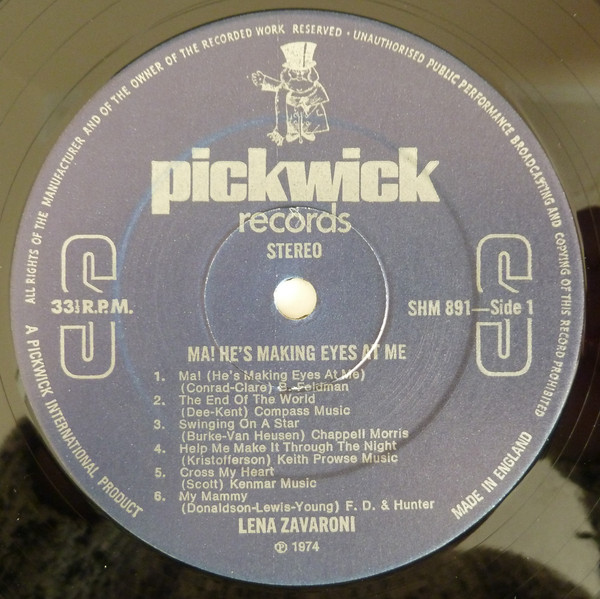 ALL RIGHTS OF THE MANUFACTURER AND OF THE OWNER OF THE RECORDED WORK RESERVED · UNAUTHORISED PUBLIC PERFORMANCE BROADCASTING AND COPYING OF THIS RECORD PROHIBITED
pickwick
records
STEREO
S S
33⅓ R.P.M.
SHM 891—Side 1
MA! HE'S MAKING EYES AT ME
1. Ma! (He's Making Eyes At Me)
(Conrad-Clare) B. Feldman
2. The End Of The World
(Dee-Kent) Compass Music
3. Swinging On A Star
(Burke-Van Heusen) Chappell Morris
4. Help Me Make It Through The Night
(Kristofferson) Keith Prowse Music
5. Cross My Heart
(Scott) Kenmar Music
6. My Mammy
(Donaldson-Lewis-Young) F. D. & Hunter
LENA ZAVARONI
℗ 1974
A PICKWICK INTERNATIONAL PRODUCT
MADE IN ENGLAND